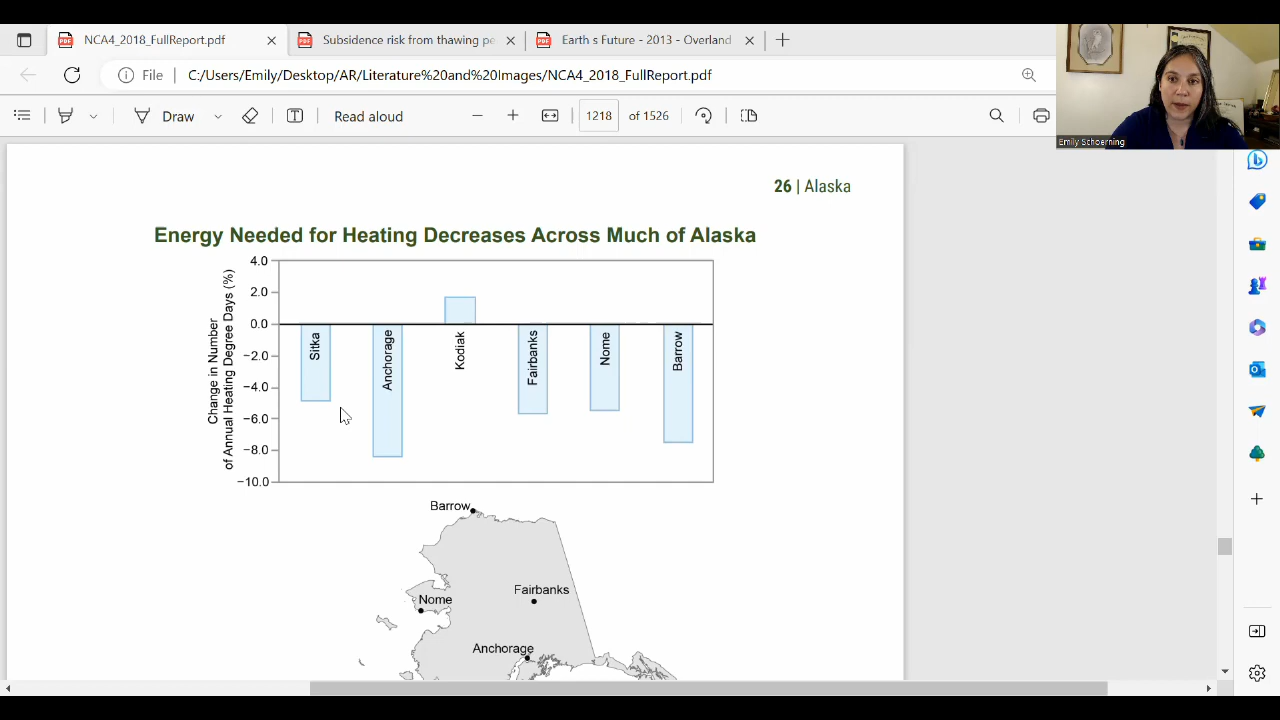 NCA4_2018_FullReport.pdf
Subsidence risk from thawing pe
Earth s Future - 2013 - Overland
File
C:/Users/Emily/Desktop/AR/Literature%20and%20Images/NCA4_2018_FullReport.pdf
Draw
Read aloud
1218 of 1526
Emily Schoerning
26 | Alaska
Energy Needed for Heating Decreases Across Much of Alaska
Change in Number
of Annual Heating Degree Days (%)
4.0
2.0
0.0
−2.0
−4.0
−6.0
−8.0
−10.0
Sitka
Anchorage
Kodiak
Fairbanks
Nome
Barrow
Barrow
Fairbanks
Nome
Anchorage